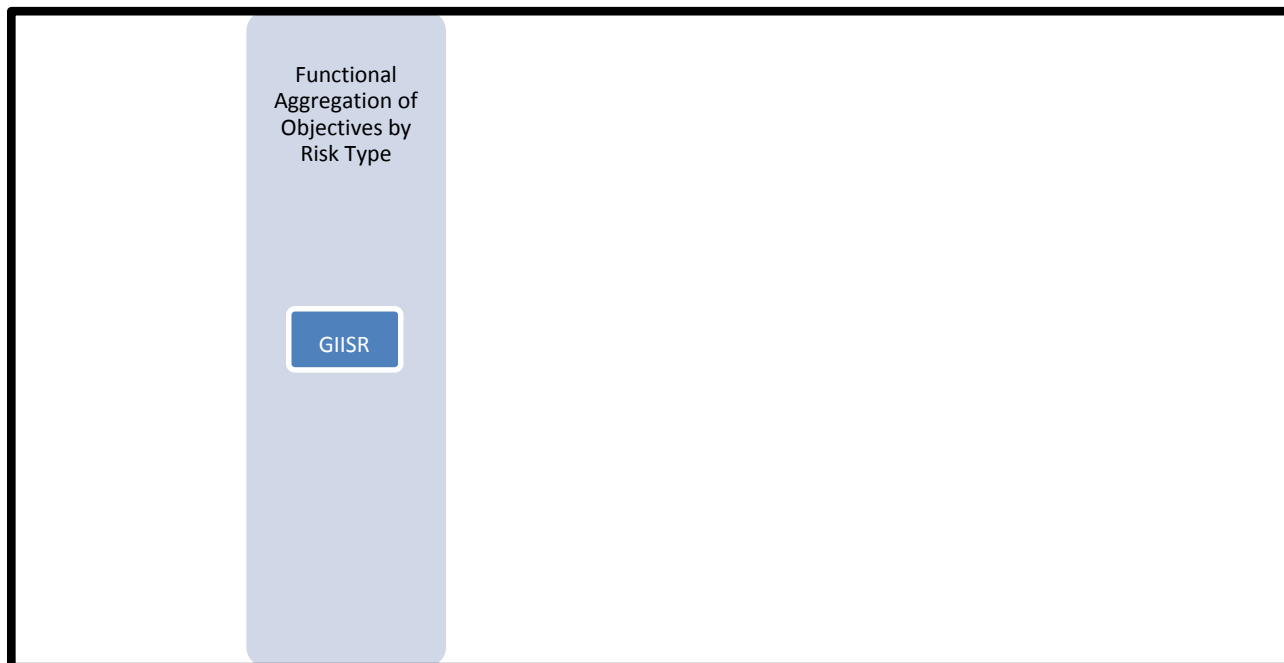 Functional
Aggregation of
Objectives by
Risk Type
GIISR